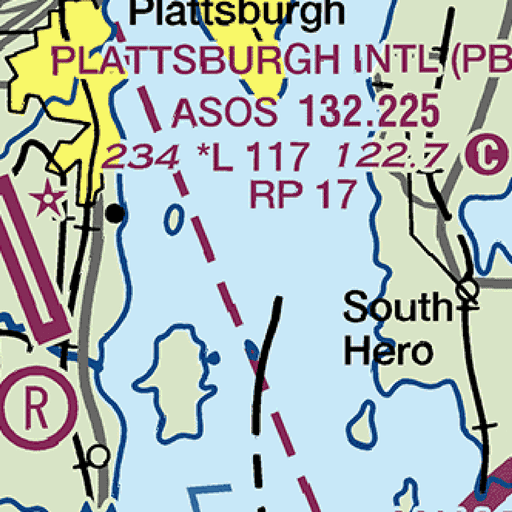 Plattsburgh
PLATTSBURGH INTL (PB
ASOS 132.225
234 *L 117 122.7 C
RP 17
South
Hero
R